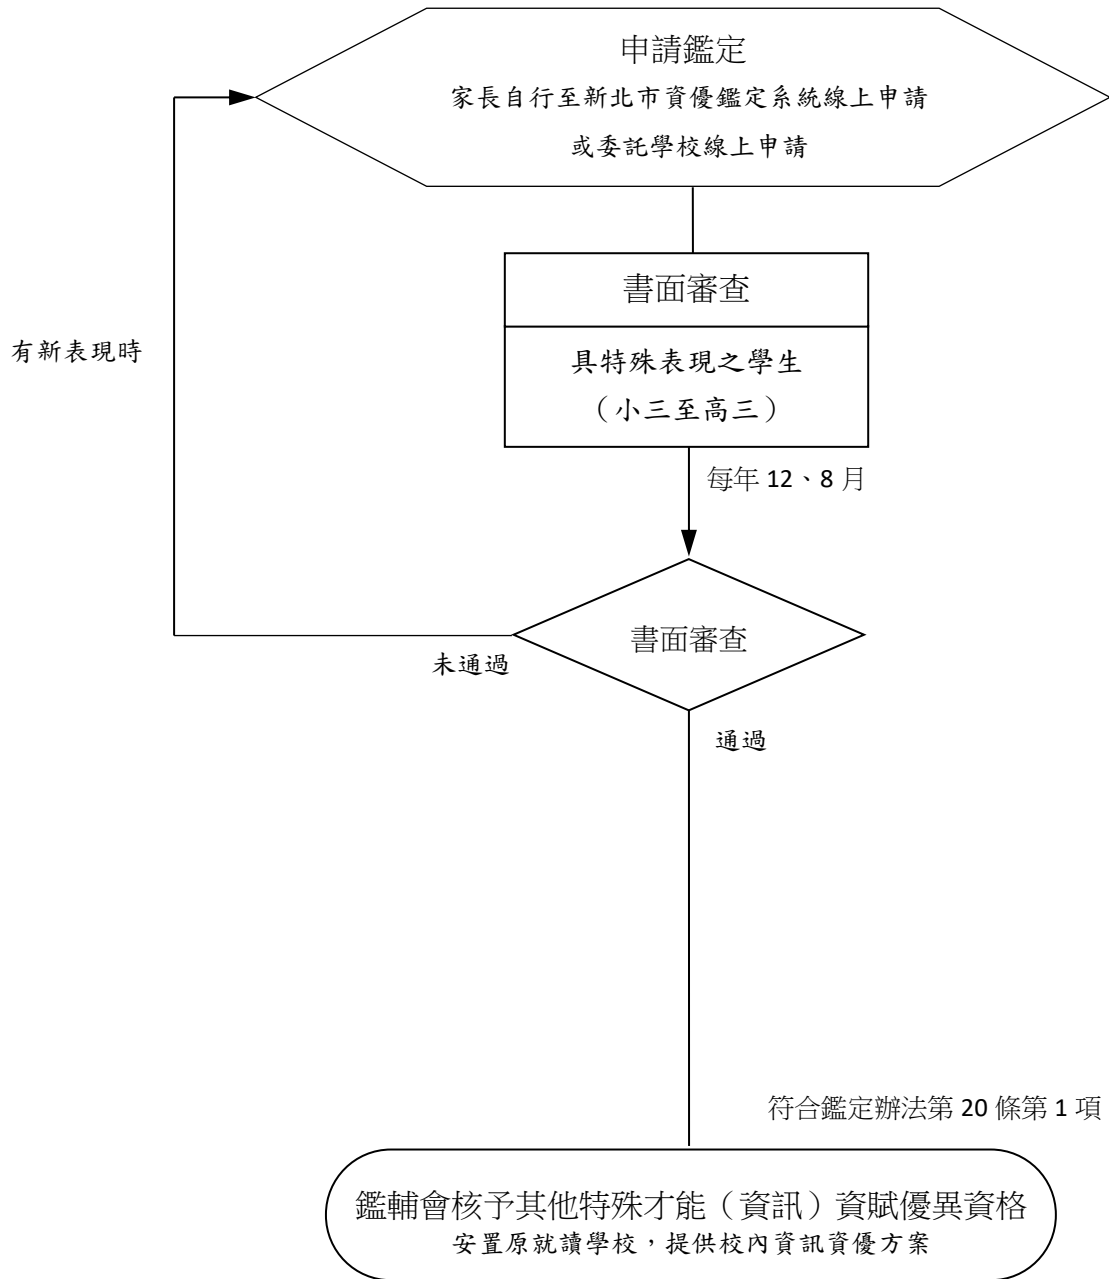 申請鑑定
家長自行至新北市資優鑑定系統線上申請
或委託學校線上申請
書面審查
有新表現時
具特殊表現之學生
（小三至高三）
每年 12、8 月
書面審查
未通過
通過
符合鑑定辦法第 20 條第 1 項
鑑輔會核予其他特殊才能（資訊）資賦優異資格
安置原就讀學校，提供校內資訊資優方案